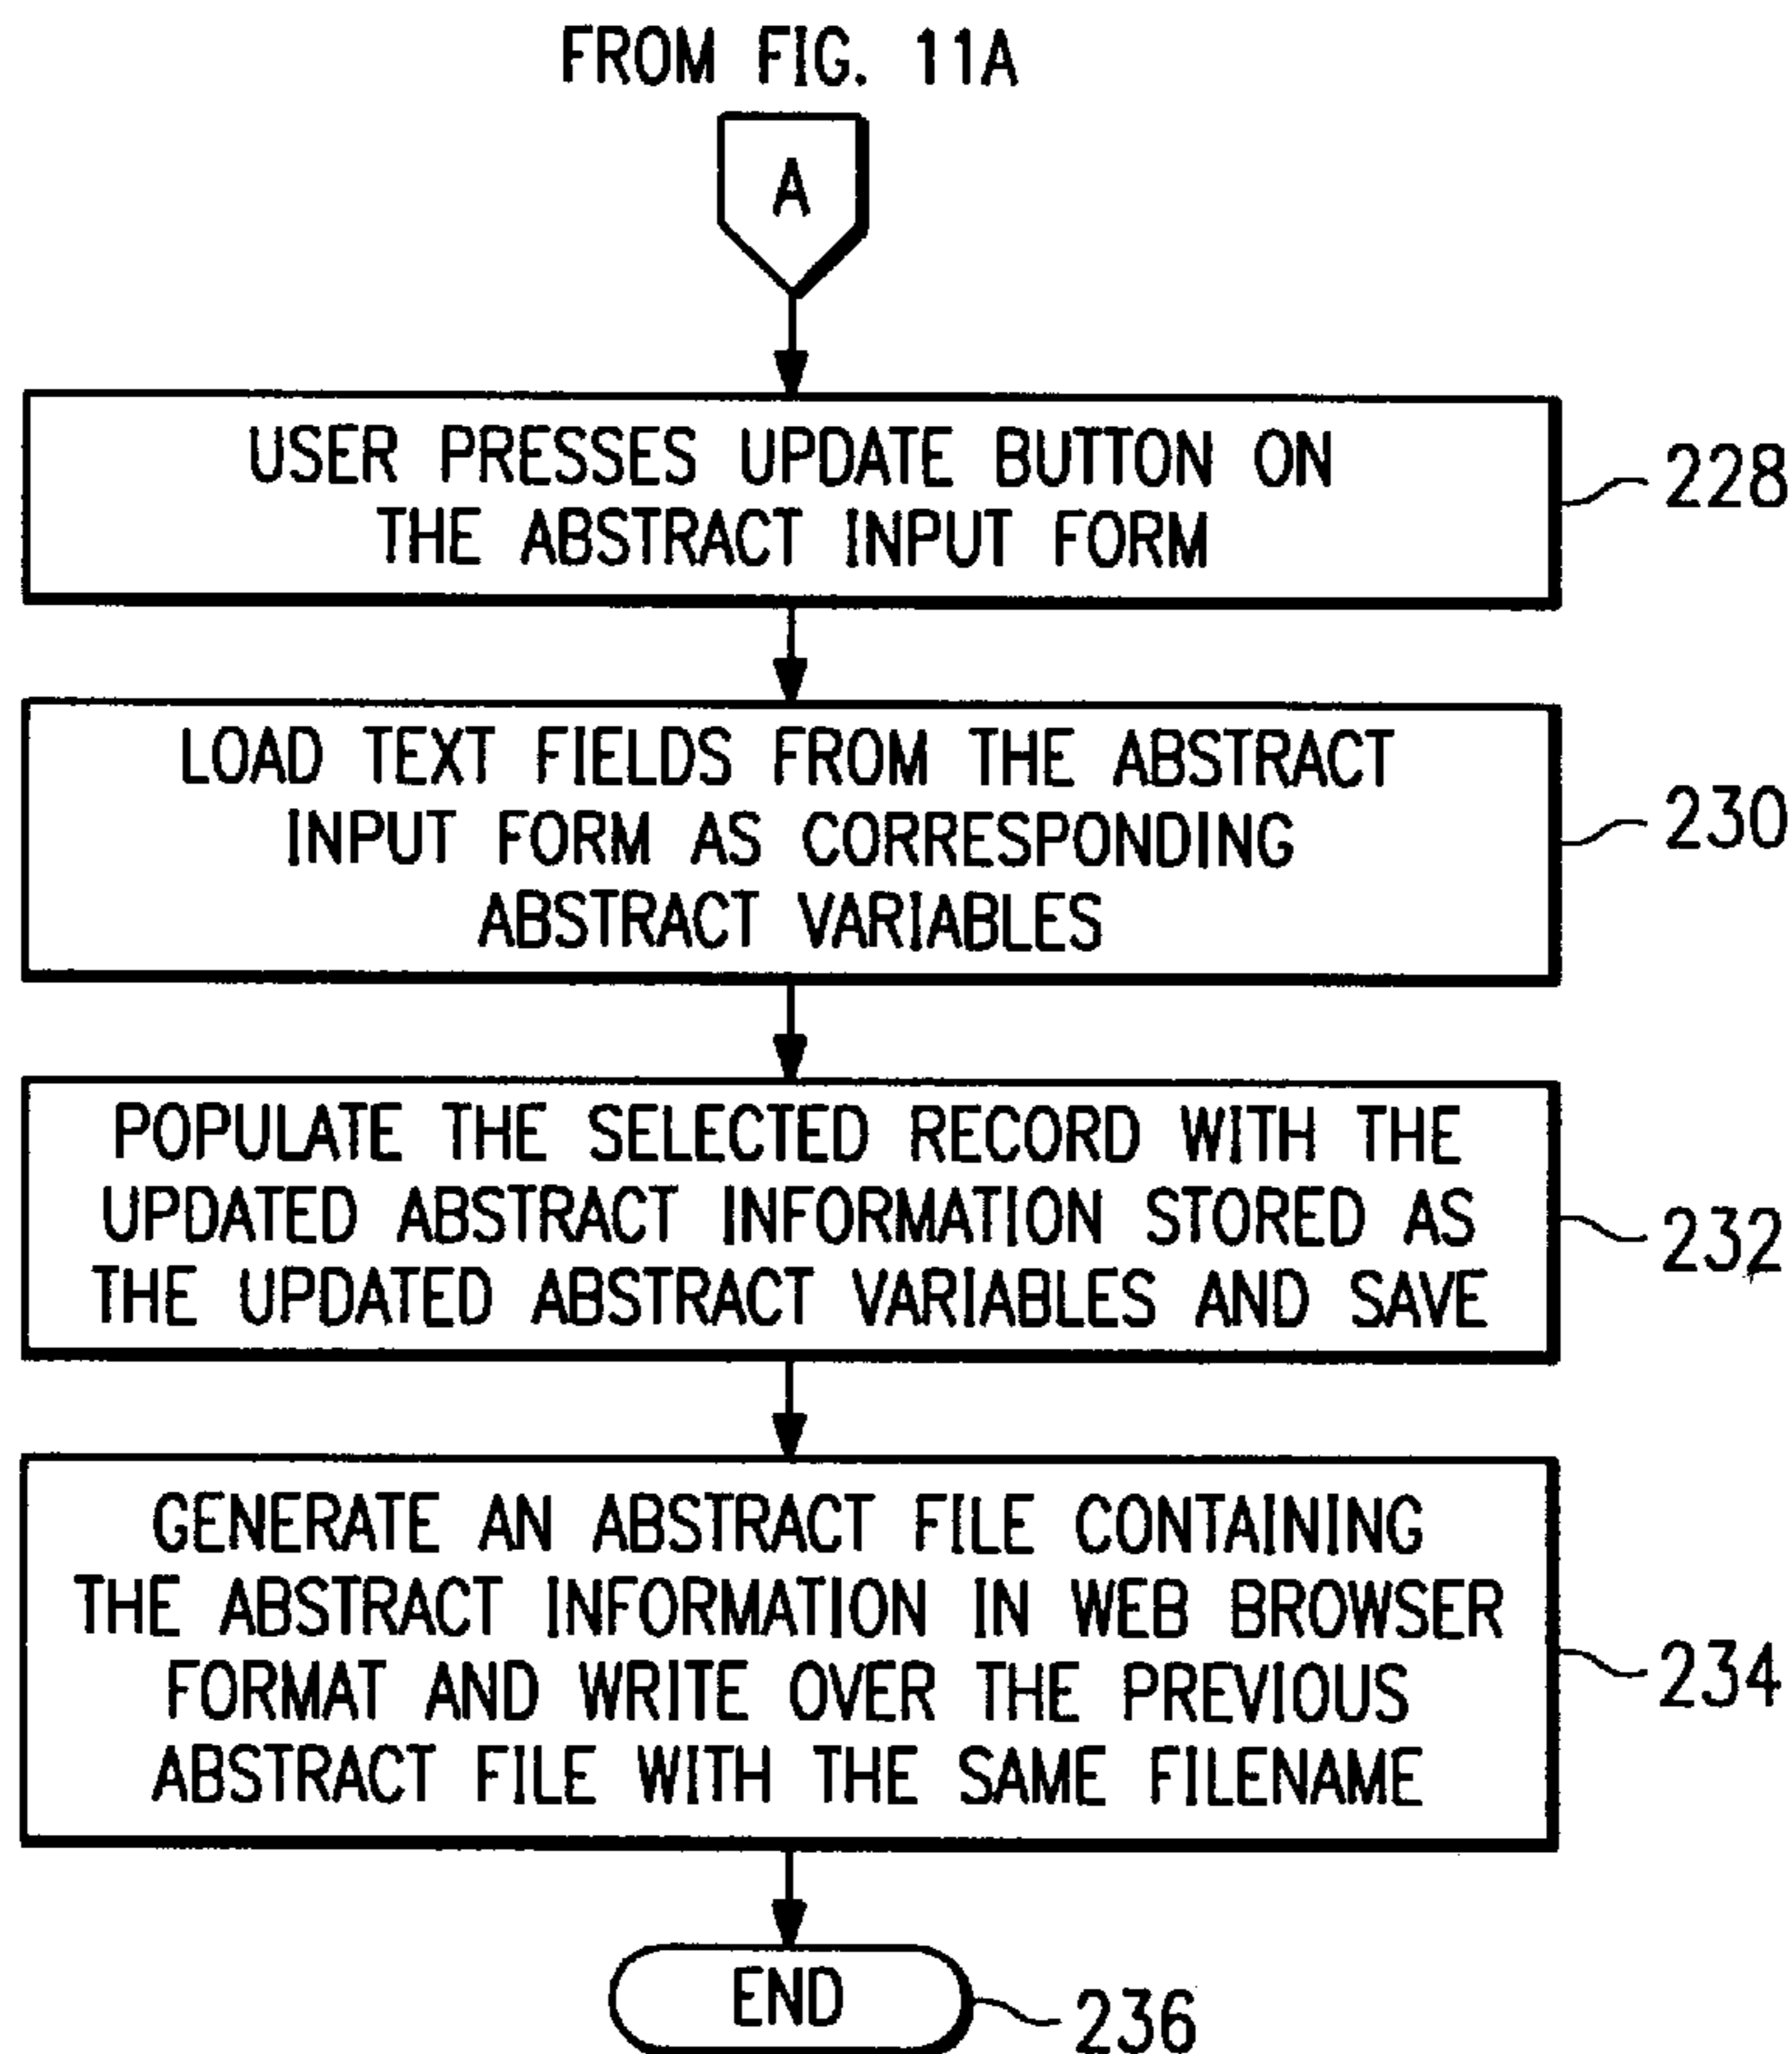 FROM FIG. 11A
A
USER PRESSES UPDATE BUTTON ON
THE ABSTRACT INPUT FORM
228
LOAD TEXT FIELDS FROM THE ABSTRACT
INPUT FORM AS CORRESPONDING
ABSTRACT VARIABLES
230
POPULATE THE SELECTED RECORD WITH THE
UPDATED ABSTRACT INFORMATION STORED AS
THE UPDATED ABSTRACT VARIABLES AND SAVE
232
GENERATE AN ABSTRACT FILE CONTAINING
THE ABSTRACT INFORMATION IN WEB BROWSER
FORMAT AND WRITE OVER THE PREVIOUS
ABSTRACT FILE WITH THE SAME FILENAME
234
END
236